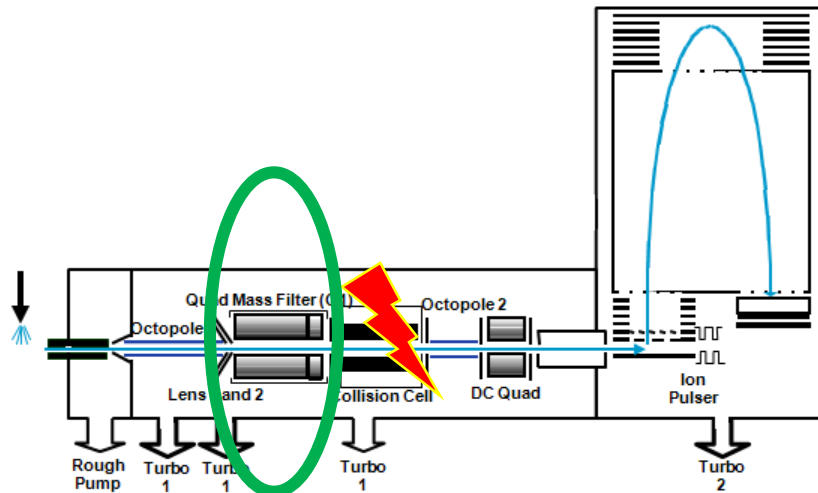 Quad Mass Filter (Q1)
Octopole 2
Octopole
Lens and 2
Collision Cell
DC Quad
Ion
Pulser
Rough
Pump
Turbo
1
Turbo
1
Turbo
1
Turbo
2